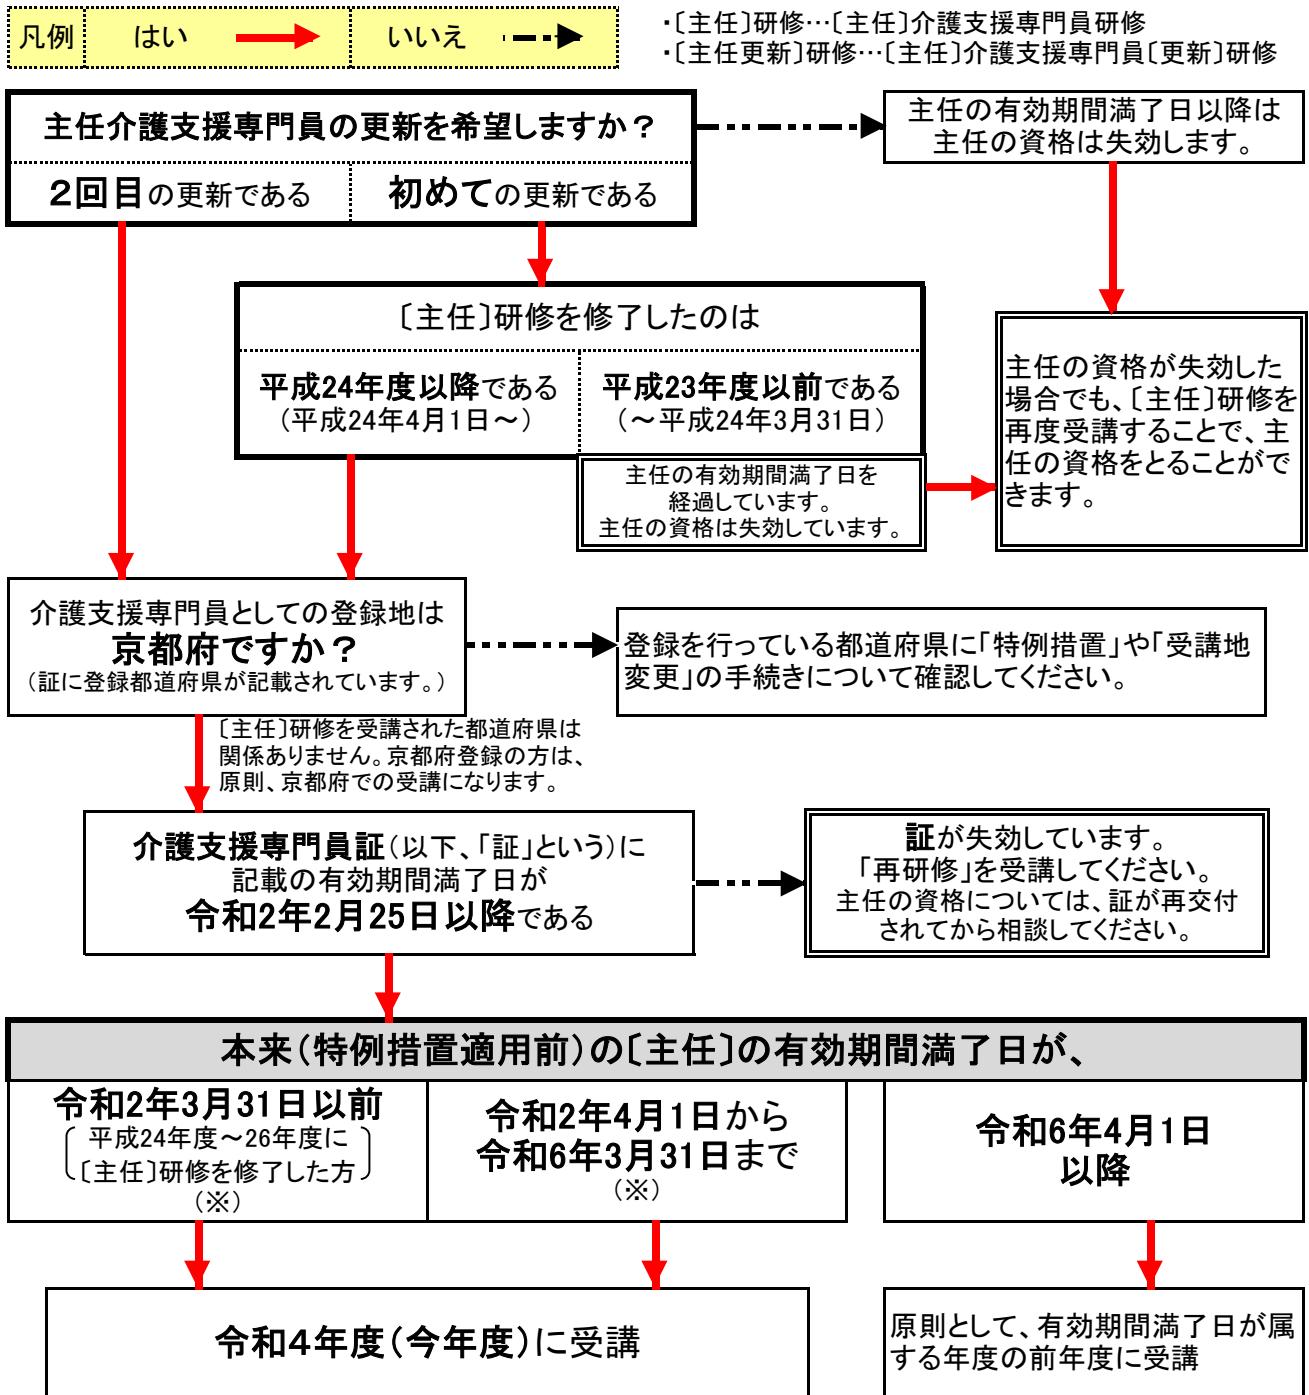 凡例
はい
いいえ
・〔主任〕研修…〔主任〕介護支援専門員研修
・〔主任更新〕研修…〔主任〕介護支援専門員〔更新〕研修
主任介護支援専門員の更新を希望しますか？
2回目の更新である
初めての更新である
主任の有効期間満了日以降は
主任の資格は失効します。
〔主任〕研修を修了したのは
平成24年度以降である
（平成24年4月1日～）
平成23年度以前である
（～平成24年3月31日）
主任の有効期間満了日を
経過しています。
主任の資格は失効しています。
主任の資格が失効した
場合でも、〔主任〕研修を
再度受講することで、主
任の資格をとることがで
きます。
介護支援専門員としての登録地は
京都府ですか？
（証に登録都道府県が記載されています。）
登録を行っている都道府県に「特例措置」や「受講地
変更」の手続きについて確認してください。
〔主任〕研修を受講された都道府県は
関係ありません。京都府登録の方は、
原則、京都府での受講になります。
介護支援専門員証（以下、「証」という）に
記載の有効期間満了日が
令和2年2月25日以降である
証が失効しています。
「再研修」を受講してください。
主任の資格については、証が再交付
されてから相談してください。
本来（特例措置適用前）の〔主任〕の有効期間満了日が、
令和2年3月31日以前
（平成24年度～26年度に
〔主任〕研修を修了した方）
（※）
令和2年4月1日から
令和6年3月31日まで
（※）
令和6年4月1日
以降
令和4年度（今年度）に受講
原則として、有効期間満了日が属
する年度の前年度に受講